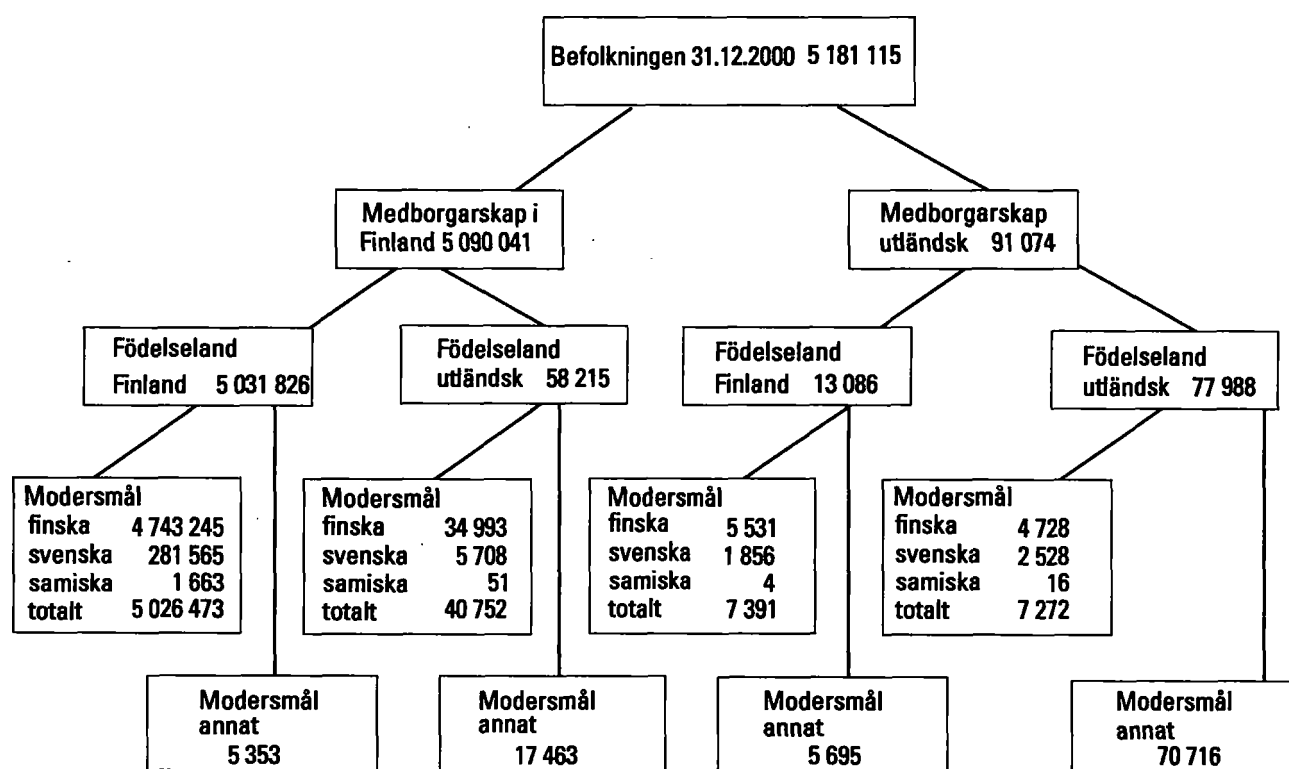 Befolkningen 31.12.2000 5 181 115
Medborgarskap i
Finland 5 090 041
Medborgarskap
utländsk 91 074
Födelseland
Finland 5 031 826
Födelseland
utländsk 58 215
Födelseland
Finland 13 086
Födelseland
utländsk 77 988
Modersmål
finska 4 743 245
svenska 281 565
samiska 1 663
totalt 5 026 473
Modersmål
finska 34 993
svenska 5 708
samiska 51
totalt 40 752
Modersmål
finska 5 531
svenska 1 856
samiska 4
totalt 7 391
Modersmål
finska 4 728
svenska 2 528
samiska 16
totalt 7 272
Modersmål
annat
5 353
Modersmål
annat
17 463
Modersmål
annat
5 695
Modersmål
annat
70 716